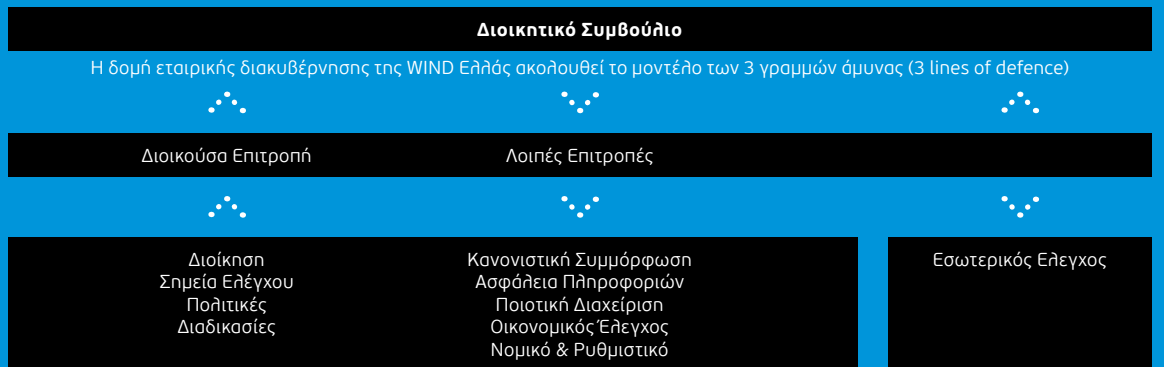 Διοικητικό Συμβούλιο
Η δομή εταιρικής διακυβέρνησης της WIND Ελλάς ακολουθεί το μοντέλο των 3 γραμμών άμυνας (3 lines of defence)
Διοικούσα Επιτροπή
Λοιπές Επιτροπές
Διοίκηση
Σημεία Ελέγχου
Πολιτικές
Διαδικασίες
Κανονιστική Συμμόρφωση
Ασφάλεια Πληροφοριών
Ποιοτική Διαχείριση
Οικονομικός Έλεγχος
Νομικό & Ρυθμιστικό
Εσωτερικός Ελεγχος